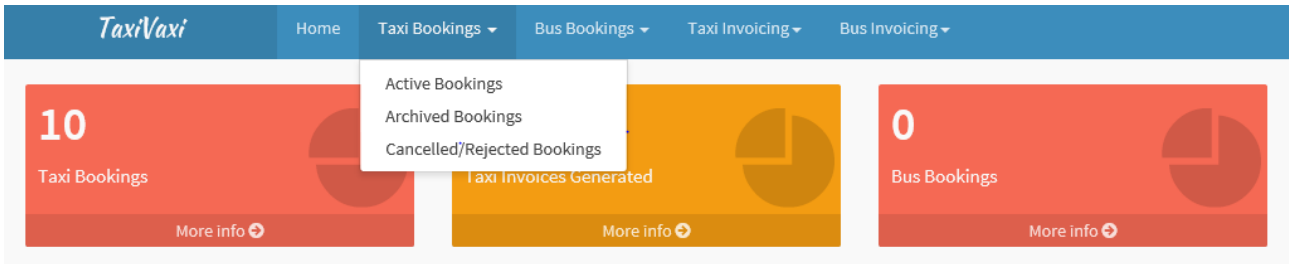 TaxiVaxi Home Taxi Bookings Bus Bookings Taxi Invoicing Bus Invoicing
Active Bookings
Archived Bookings
Cancelled/Rejected Bookings
10
Taxi Bookings
More info
Taxi Invoices Generated
More info
0
Bus Bookings
More info